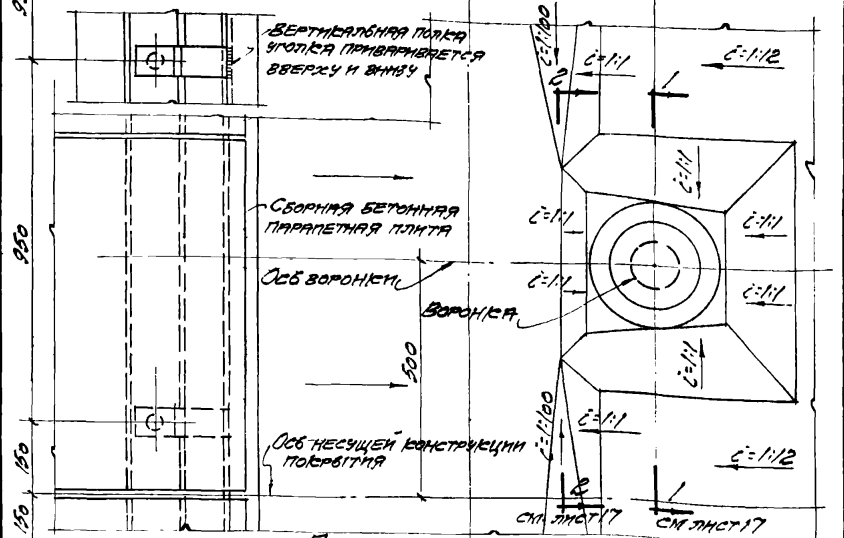 ВЕРТИКАЛЬНАЯ ПОЛКА
УГОЛКА ПРИВАРИВАЕТСЯ
ВВЕРХУ И ВНИЗУ
i=1:100
i=1:1
i=1:12
2
1
950
СБОРНАЯ БЕТОННАЯ
ПАРАПЕТНАЯ ПЛИТА
i=1:1
i=1:1
i=1:1
ОСЬ ВОРОНКИ
i=1:1
i=1:1
ВОРОНКА
500
i=1:1
i=1:100
i=1:1
i=1:12
150
ОСЬ НЕСУЩЕЙ КОНСТРУКЦИИ
ПОКРЫТИЯ
150
2
1
СМ. ЛИСТ 17
СМ. ЛИСТ 17